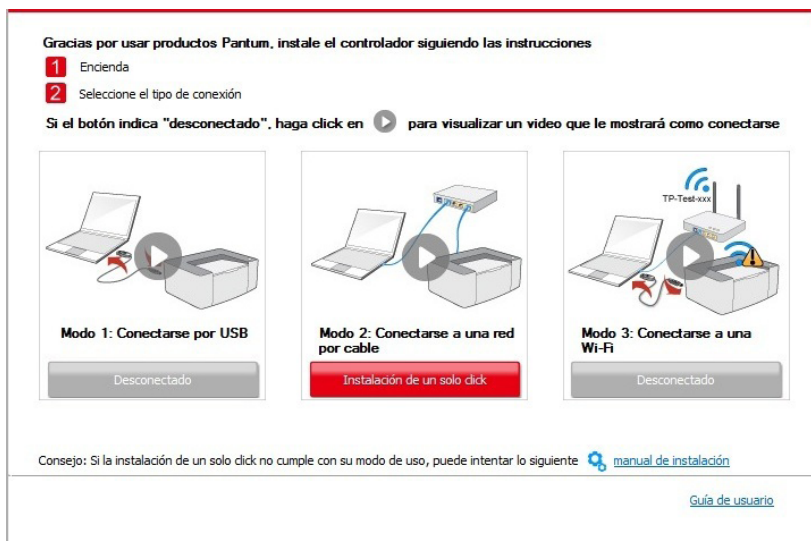 Gracias por usar productos Pantum, instale el controlador siguiendo las instrucciones
1 Encienda
2 Seleccione el tipo de conexión
Si el botón indica "desconectado", haga click en para visualizar un video que le mostrará como conectarse
TP-Test-xxx
Modo 1: Conectarse por USB
Desconectado
Modo 2: Conectarse a una red
por cable
Instalación de un solo click
Modo 3: Conectarse a una
Wi-Fi
Desconectado
Consejo: Si la instalación de un solo click no cumple con su modo de uso, puede intentar lo siguiente manual de instalación
Guía de usuario